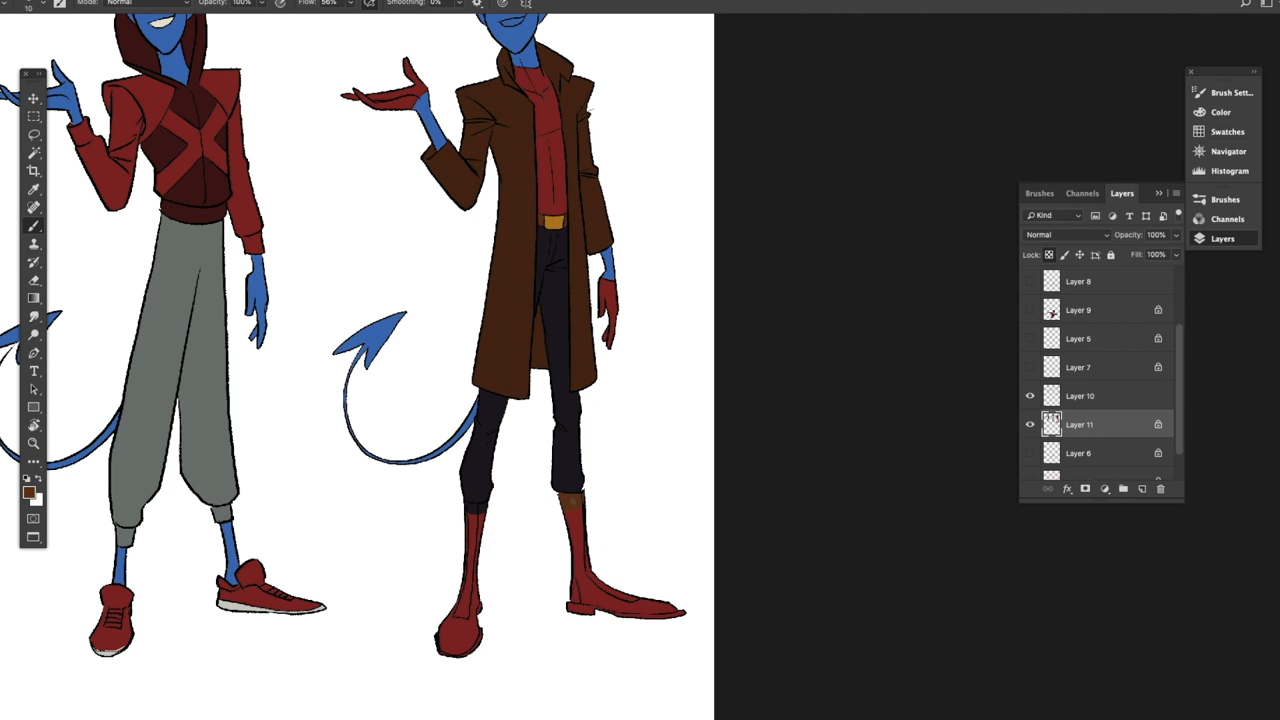 10 Mode: Normal Opacity: 100% Flow: 56% Smoothing: 0%
Brush Sett...
Color
Swatches
Navigator
Histogram
Brushes
Channels
Layers
Brushes Channels Layers
Kind
Normal Opacity: 100%
Lock: Fill: 100%
Layer 8
Layer 9
Layer 5
Layer 7
Layer 10
Layer 11
Layer 6
fx